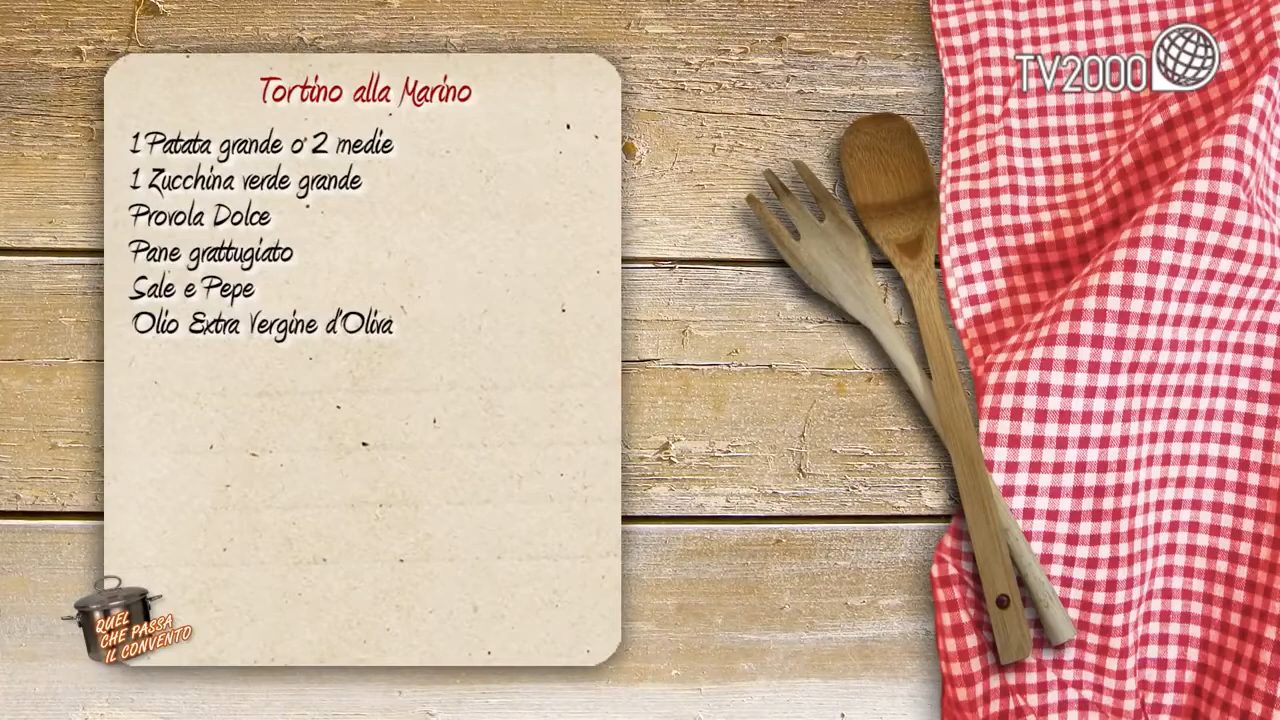 TV2000
Tortino alla Marino
1 Patata grande o 2 medie
1 Zucchina verde grande
Provola Dolce
Pane grattugiato
Sale e Pepe
Olio Extra Vergine d'Oliva
QUEL
CHE PASSA
IL CONVENTO